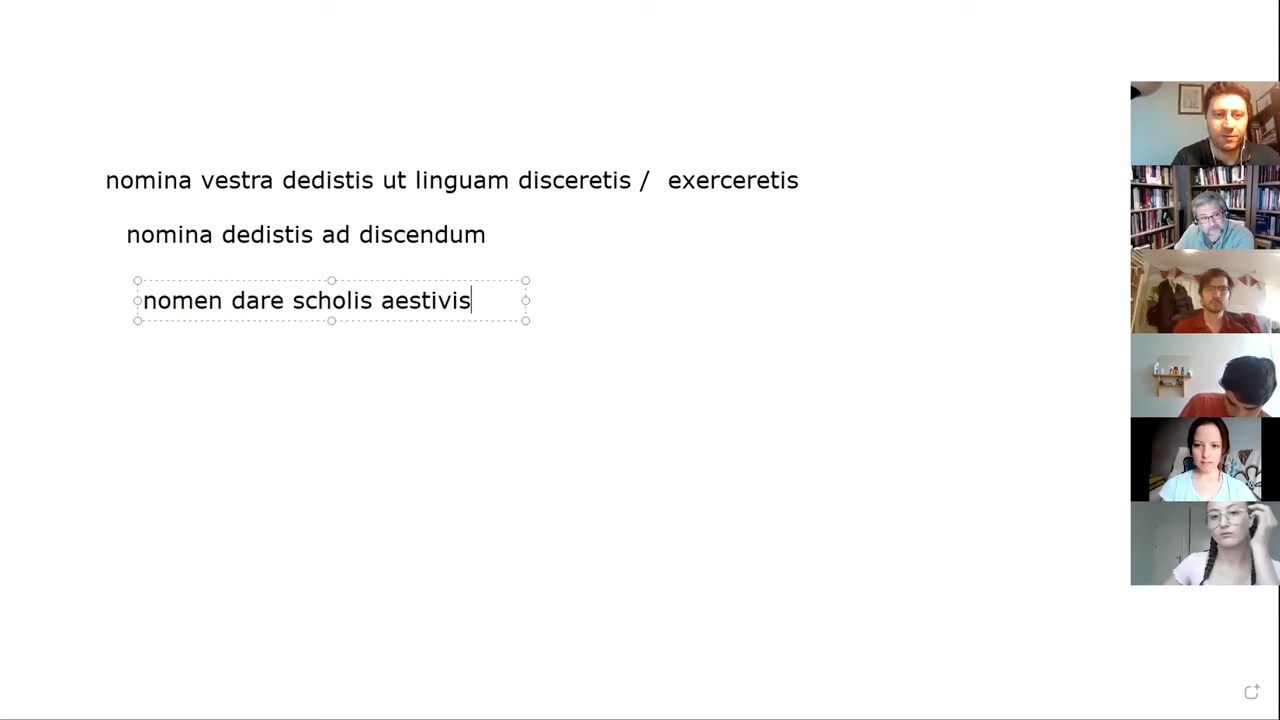 nomina vestra dedistis ut linguam disceretis / exerceretis
nomina dedistis ad discendum
nomen dare scholis aestivis